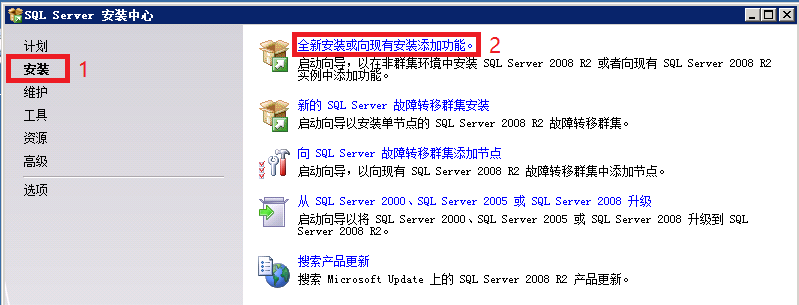 SQL Server 安装中心
计划
安装
1
维护
工具
资源
高级
选项
全新安装或向现有安装添加功能。
2
启动向导,以在非群集环境中安装 SQL Server 2008 R2 或者向现有 SQL Server 2008 R2
实例中添加功能。
新的 SQL Server 故障转移群集安装
启动向导以安装单节点的 SQL Server 2008 R2 故障转移群集。
向 SQL Server 故障转移群集添加节点
启动向导,以向现有 SQL Server 2008 R2 故障转移群集中添加节点。
从 SQL Server 2000、SQL Server 2005 或 SQL Server 2008 升级
启动向导以将 SQL Server 2000、SQL Server 2005 或 SQL Server 2008 升级到 SQL
Server 2008 R2。
搜索产品更新
搜索 Microsoft Update 上的 SQL Server 2008 R2 产品更新。